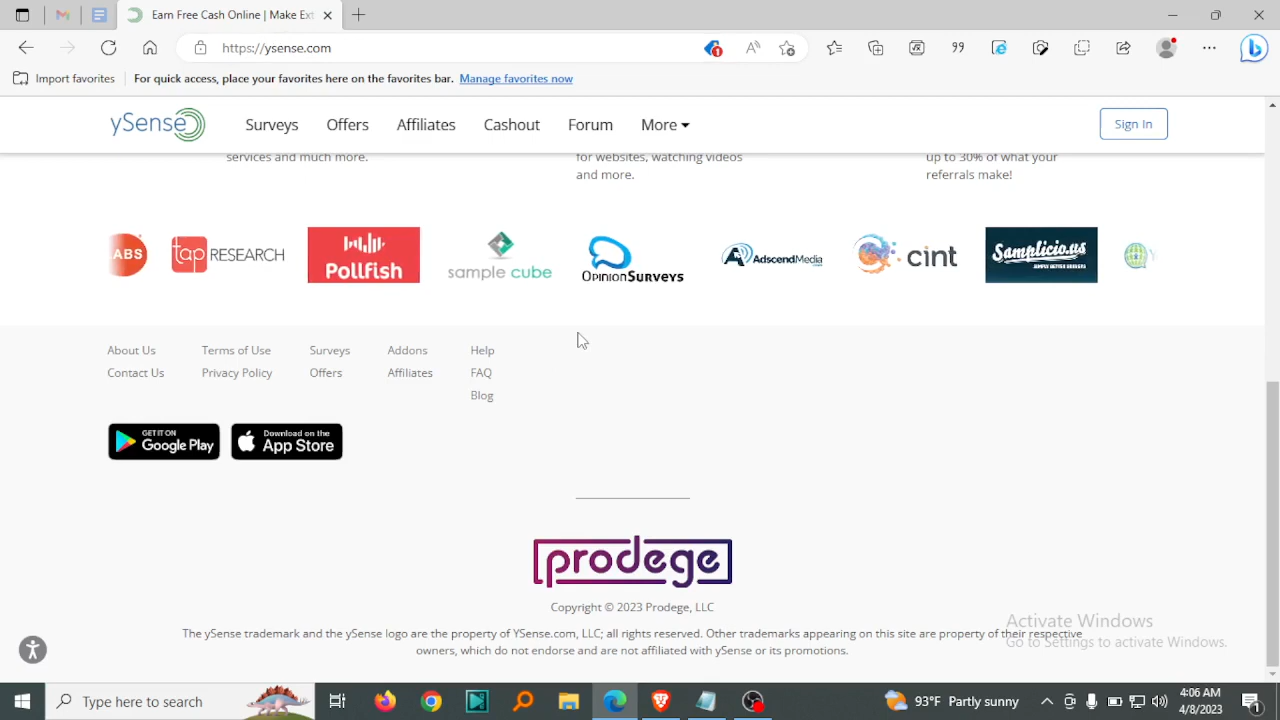 Earn Free Cash Online | Make Ext
https://ysense.com
1
Import favorites
For quick access, place your favorites here on the favorites bar. Manage favorites now
ySense
Surveys
Offers
Affiliates
Cashout
Forum
More
Sign In
services and much more.
for websites, watching videos
and more.
up to 30% of what your
referrals make!
ABS
tap RESEARCH
Pollfish
sample cube
OPINIONSURVEYS
ADSCENDMEDIA
cint
Samplicio.us
About Us
Terms of Use
Surveys
Addons
Help
Contact Us
Privacy Policy
Offers
Affiliates
FAQ
Blog
GET IT ON
Google Play
Download on the
App Store
prodege
Copyright © 2023 Prodege, LLC
The ySense trademark and the ySense logo are the property of YSense.com, LLC; all rights reserved. Other trademarks appearing on this site are property of their respective
owners, which do not endorse and are not affiliated with ySense or its promotions.
Activate Windows
Go to Settings to activate Windows.
Type here to search
93°F Partly sunny
4:06 AM
4/8/2023
1